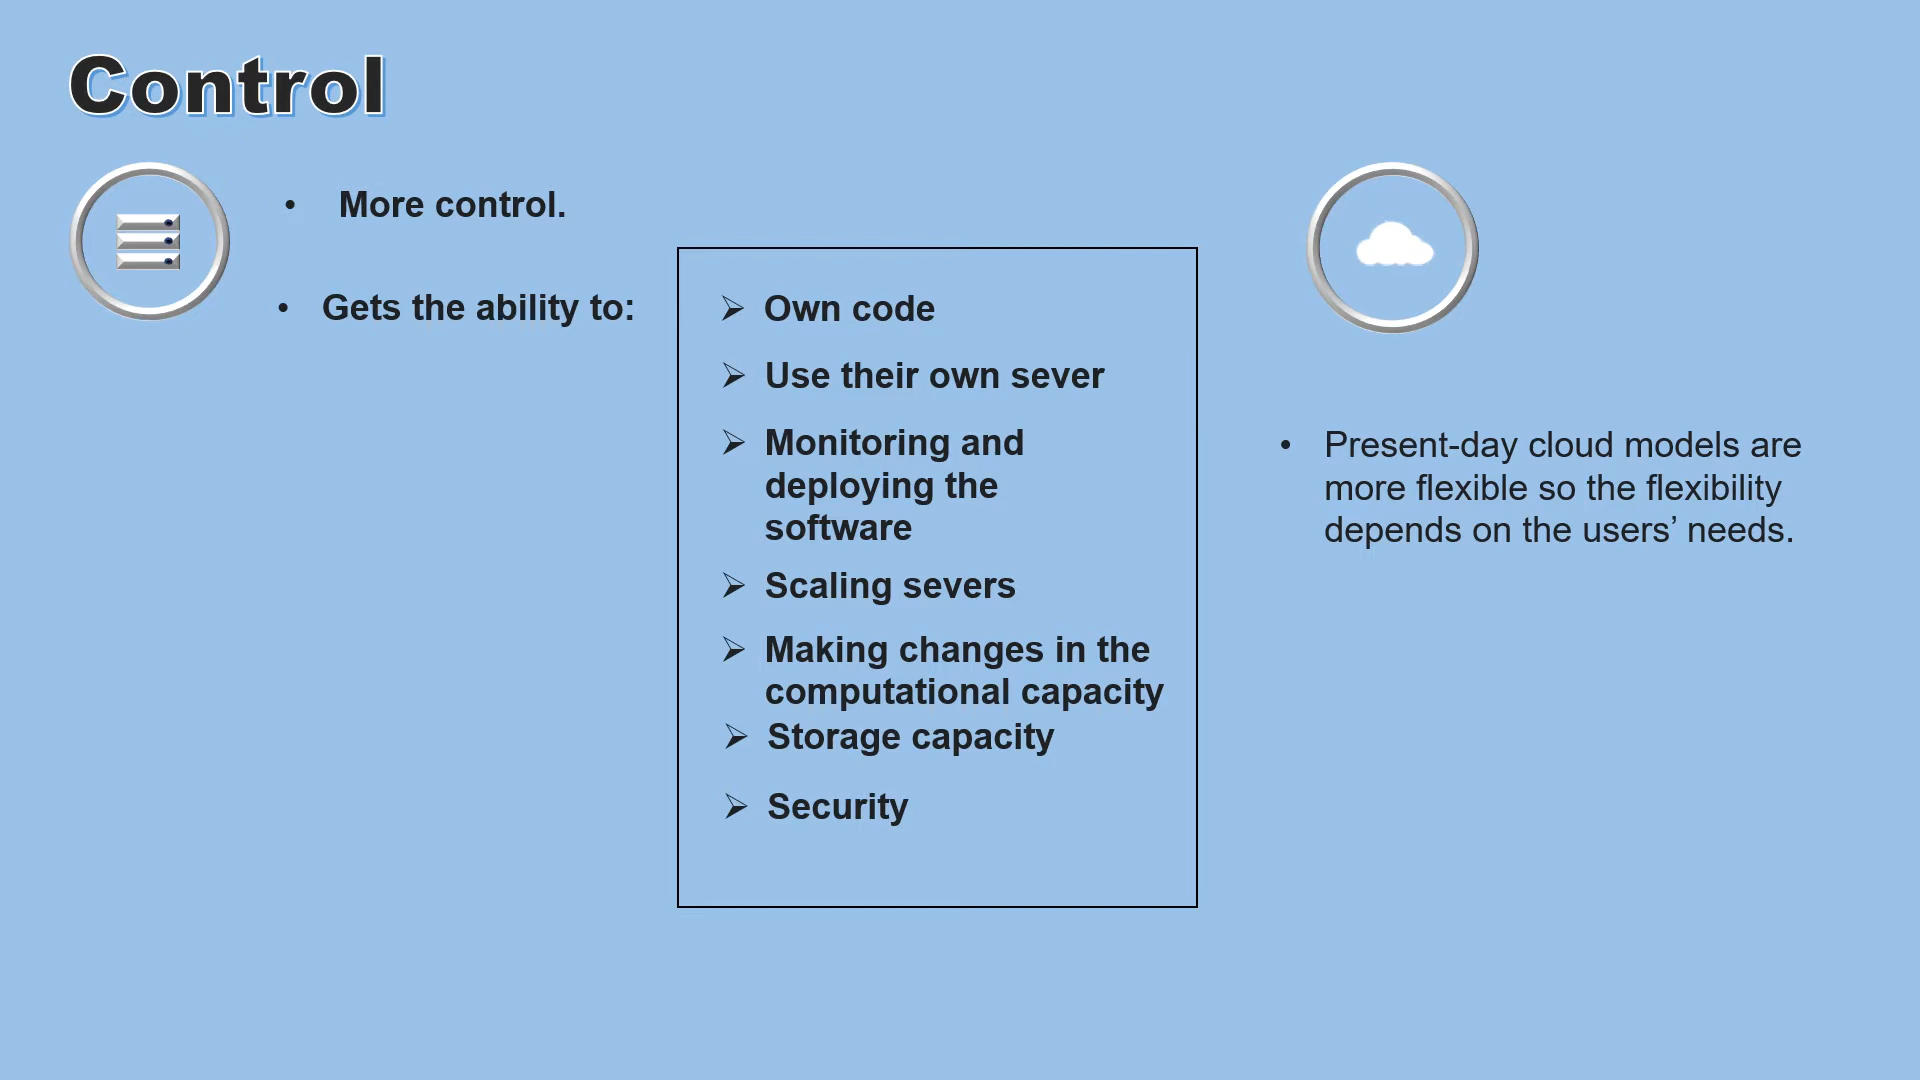 Control
• More control.
• Gets the ability to:
➢ Own code
➢ Use their own sever
➢ Monitoring and
deploying the
software
➢ Scaling severs
➢ Making changes in the
computational capacity
➢ Storage capacity
➢ Security
• Present-day cloud models are
more flexible so the flexibility
depends on the users’ needs.